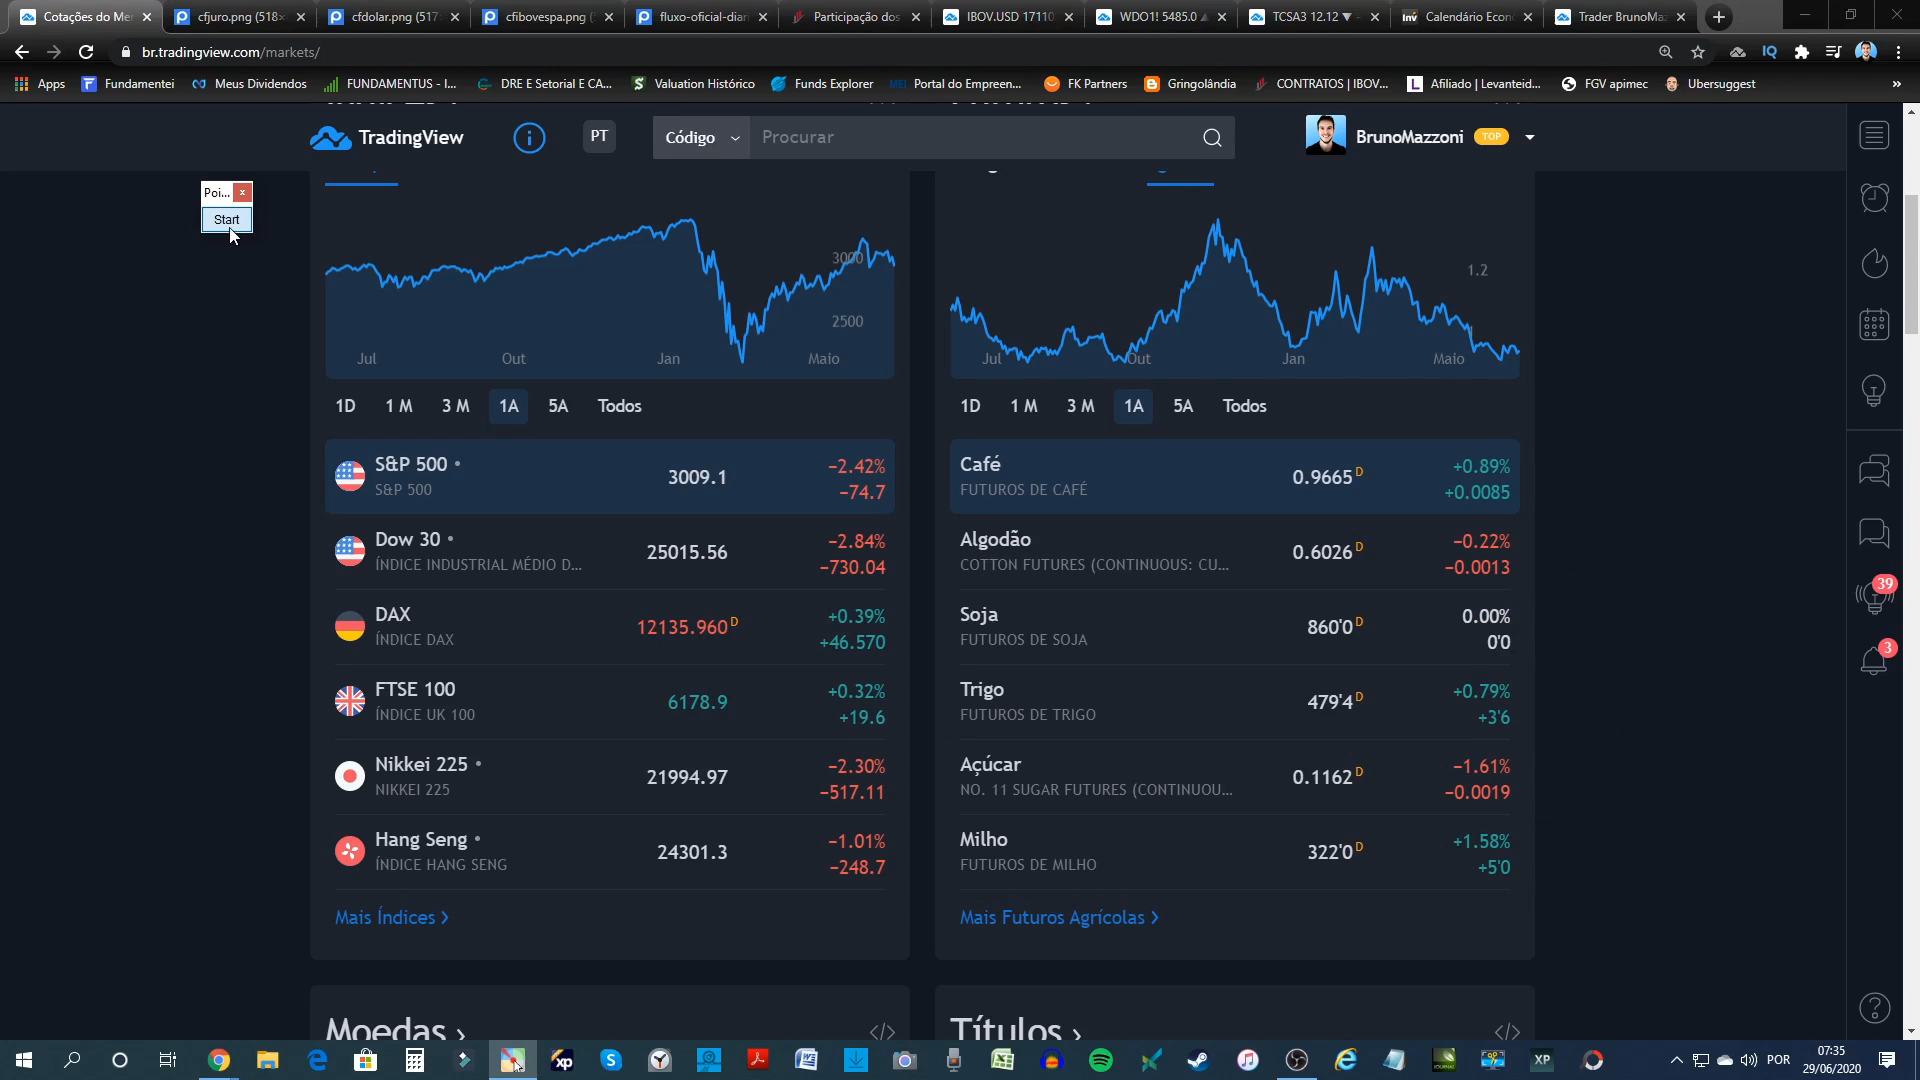 Cotações do Mer
cfjuro.png (518×
cfdolar.png (517×
cfibovespa.png (
fluxo-oficial-diar
Participação dos
IBOV.USD 17110
WDO1! 5485.0
TCSA3 12.12 ▼
Inv Calendário Econ
Trader BrunoMaz
br.tradingview.com/markets/
IQ
Apps
Fundamentei
Meus Dividendos
FUNDAMENTUS - I...
DRE E Setorial E CA...
Valuation Histórico
Funds Explorer
MEI Portal do Empreen...
FK Partners
Gringolândia
CONTRATOS | IBOV...
Afiliado | Levanteid...
FGV apimec
Ubersuggest
»
TradingView
PT
Código
Procurar
BrunoMazzoni
TOP
Poi...
Start
3000
2500
Jul Out Jan Maio
1D 1 M 3 M 1A 5A Todos
S&P 500 •
S&P 500
3009.1
−2.42%
−74.7
Dow 30 •
ÍNDICE INDUSTRIAL MÉDIO D...
25015.56
−2.84%
−730.04
DAX
ÍNDICE DAX
12135.960 D
+0.39%
+46.570
FTSE 100
ÍNDICE UK 100
6178.9
+0.32%
+19.6
Nikkei 225 •
NIKKEI 225
21994.97
−2.30%
−517.11
Hang Seng •
ÍNDICE HANG SENG
24301.3
−1.01%
−248.7
Mais Índices
1.2
Jul Out Jan Maio
1D 1 M 3 M 1A 5A Todos
Café
FUTUROS DE CAFÉ
0.9665 D
+0.89%
+0.0085
Algodão
COTTON FUTURES (CONTINUOUS: CU...
0.6026 D
−0.22%
−0.0013
Soja
FUTUROS DE SOJA
860'0 D
0.00%
0'0
Trigo
FUTUROS DE TRIGO
479'4 D
+0.79%
+3'6
Açúcar
NO. 11 SUGAR FUTURES (CONTINUOU...
0.1162 D
−1.61%
−0.0019
Milho
FUTUROS DE MILHO
322'0 D
+1.58%
+5'0
Mais Futuros Agrícolas
Moedas
Títulos
39
3
xp
XP
POR
07:35
29/06/2020